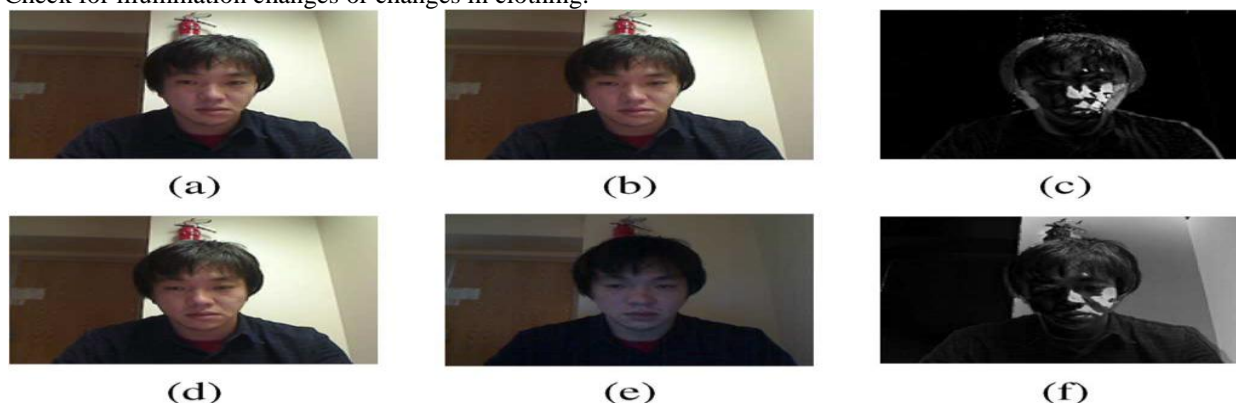 Check for illumination changes or changes in clothing.
(a) (b) (c)
(d) (e) (f)